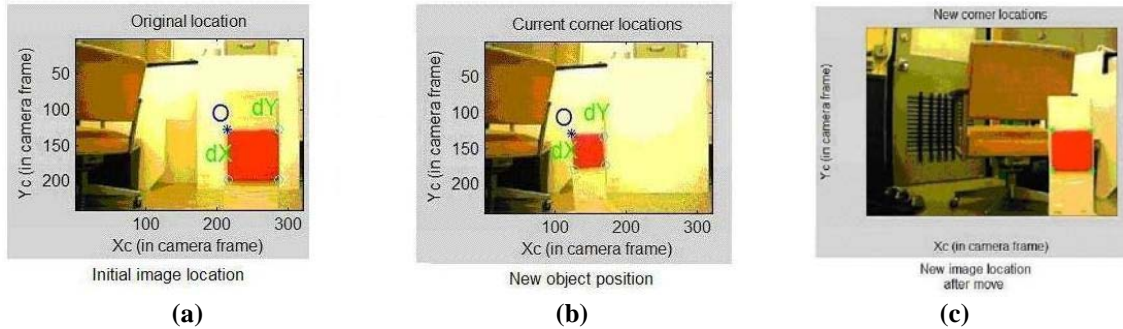 Original location
Yc (in camera frame)
50
100
150
200
O
dY
dX
100
200
300
Xc (in camera frame)
Initial image location
(a)
Current corner locations
Yc (in camera frame)
50
100
150
200
O
dY
dX
100
200
300
Xc (in camera frame)
New object position
(b)
New corner locations
Yc (in camera frame)
Xc (in camera frame)
New image location
after move
(c)